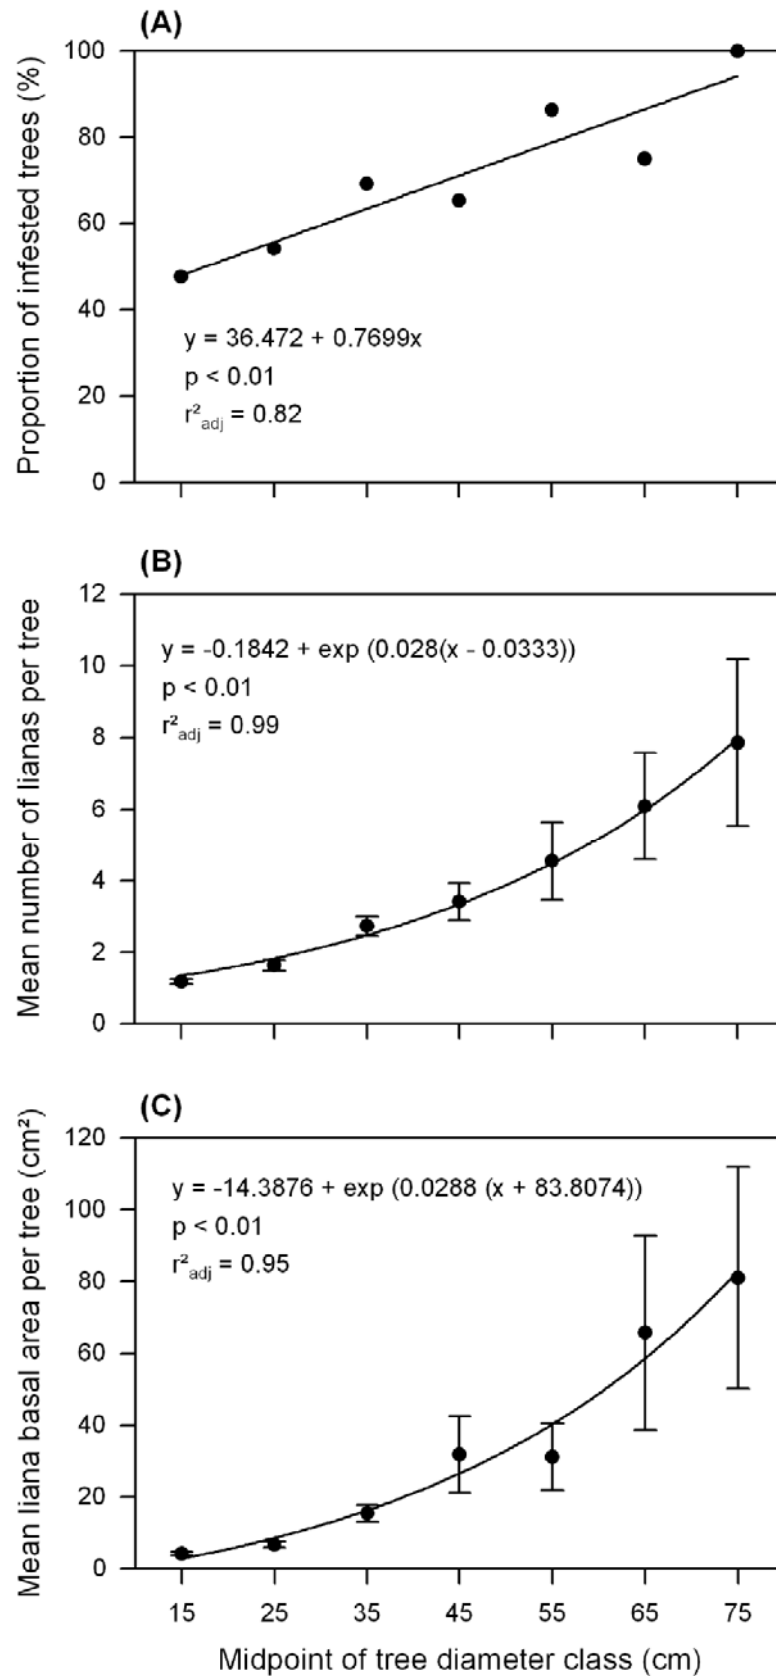 (A)
Proportion of infested trees (%)
100
80
60
40
20
0
y = 36.472 + 0.7699x
p < 0.01
r²adj = 0.82
(B)
Mean number of lianas per tree
12
10
8
6
4
2
0
y = -0.1842 + exp (0.028(x - 0.0333))
p < 0.01
r²adj = 0.99
(C)
Mean liana basal area per tree (cm²)
120
100
80
60
40
20
0
y = -14.3876 + exp (0.0288 (x + 83.8074))
p < 0.01
r²adj = 0.95
15 25 35 45 55 65 75
Midpoint of tree diameter class (cm)